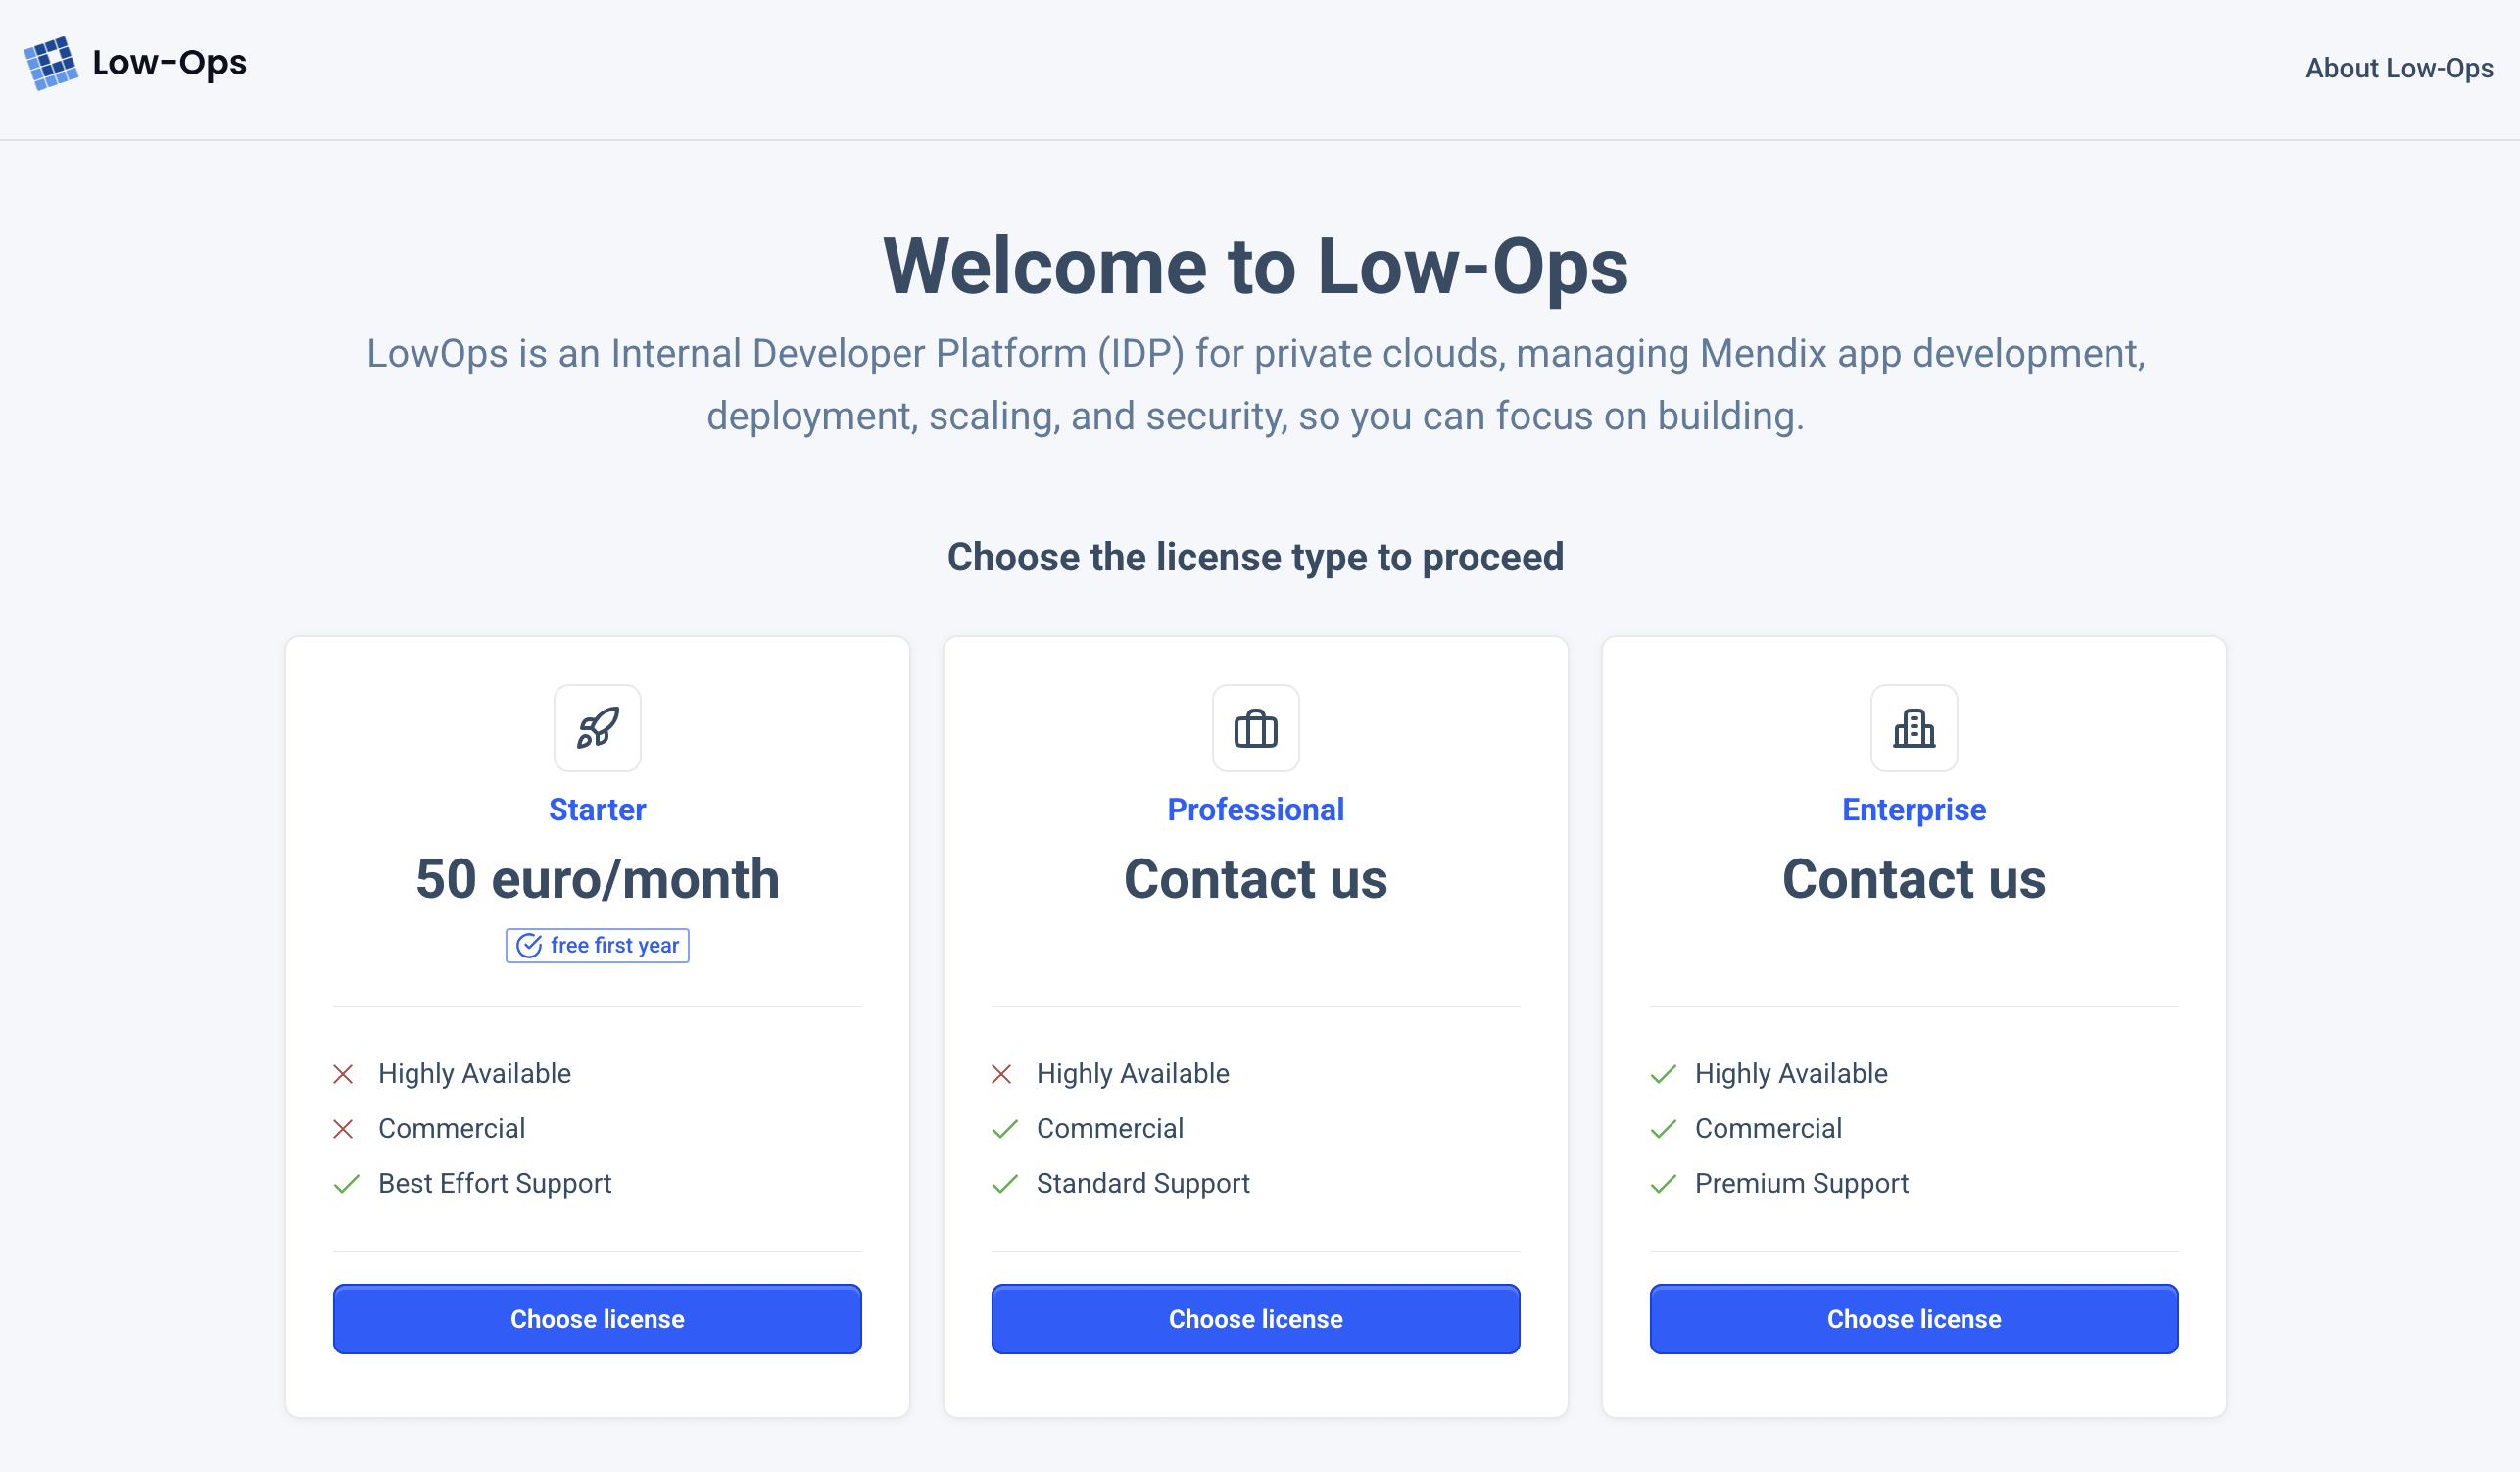 Low-Ops
About Low-Ops
Welcome to Low-Ops
LowOps is an Internal Developer Platform (IDP) for private clouds, managing Mendix app development,
deployment, scaling, and security, so you can focus on building.
Choose the license type to proceed
Starter
50 euro/month
free first year
Highly Available
Commercial
Best Effort Support
Choose license
Professional
Contact us
Highly Available
Commercial
Standard Support
Choose license
Enterprise
Contact us
Highly Available
Commercial
Premium Support
Choose license